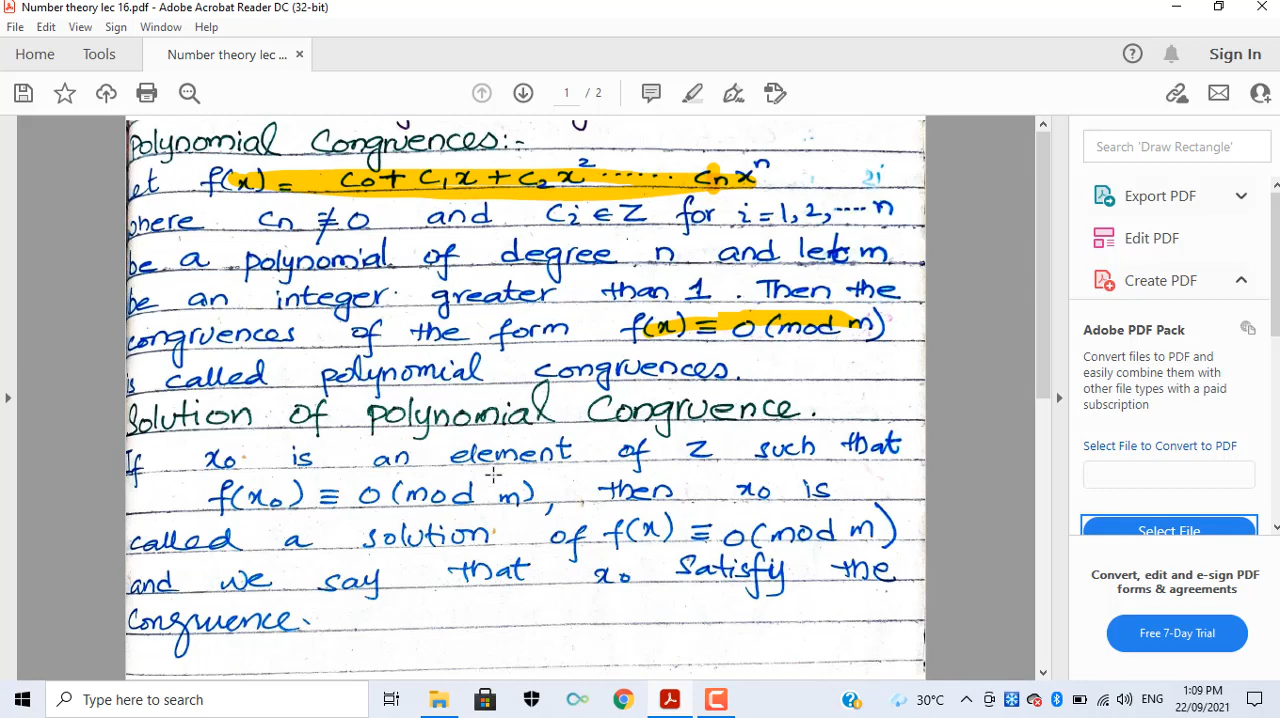 Number theory lec 16.pdf - Adobe Acrobat Reader DC (32-bit)
File Edit View Sign Window Help
Home Tools Number theory lec ... × Sign In
1 / 2
Polynomial Congruences:-
Let f(x) = c₀ + c₁x + c₂x² ...... cₙxⁿ
where cₙ ≢ 0 and cᵢ ∈ Z for i = 1, 2, ---- n
be a polynomial of degree n and let m
be an integer greater than 1. Then the
congruences of the form f(x) ≡ 0 (mod m)
is called polynomial congruences.
Solution of polynomial Congruence.
If x₀ is an element of Z such that
f(x₀) ≡ 0 (mod m), then x₀ is
called a solution of f(x) ≡ 0 (mod m)
and we say that x₀ satisfy the
Congruence.
Search 'Draw Rectangle'
Export PDF
Edit PDF
Create PDF
Adobe PDF Pack
Convert files to PDF and
easily combine them with
other file types with a paid
subscription
Select File to Convert to PDF
Select File
Convert, edit and e-sign PDF
forms & agreements
Free 7-Day Trial
Type here to search
30°C
1:09 PM
22/09/2021